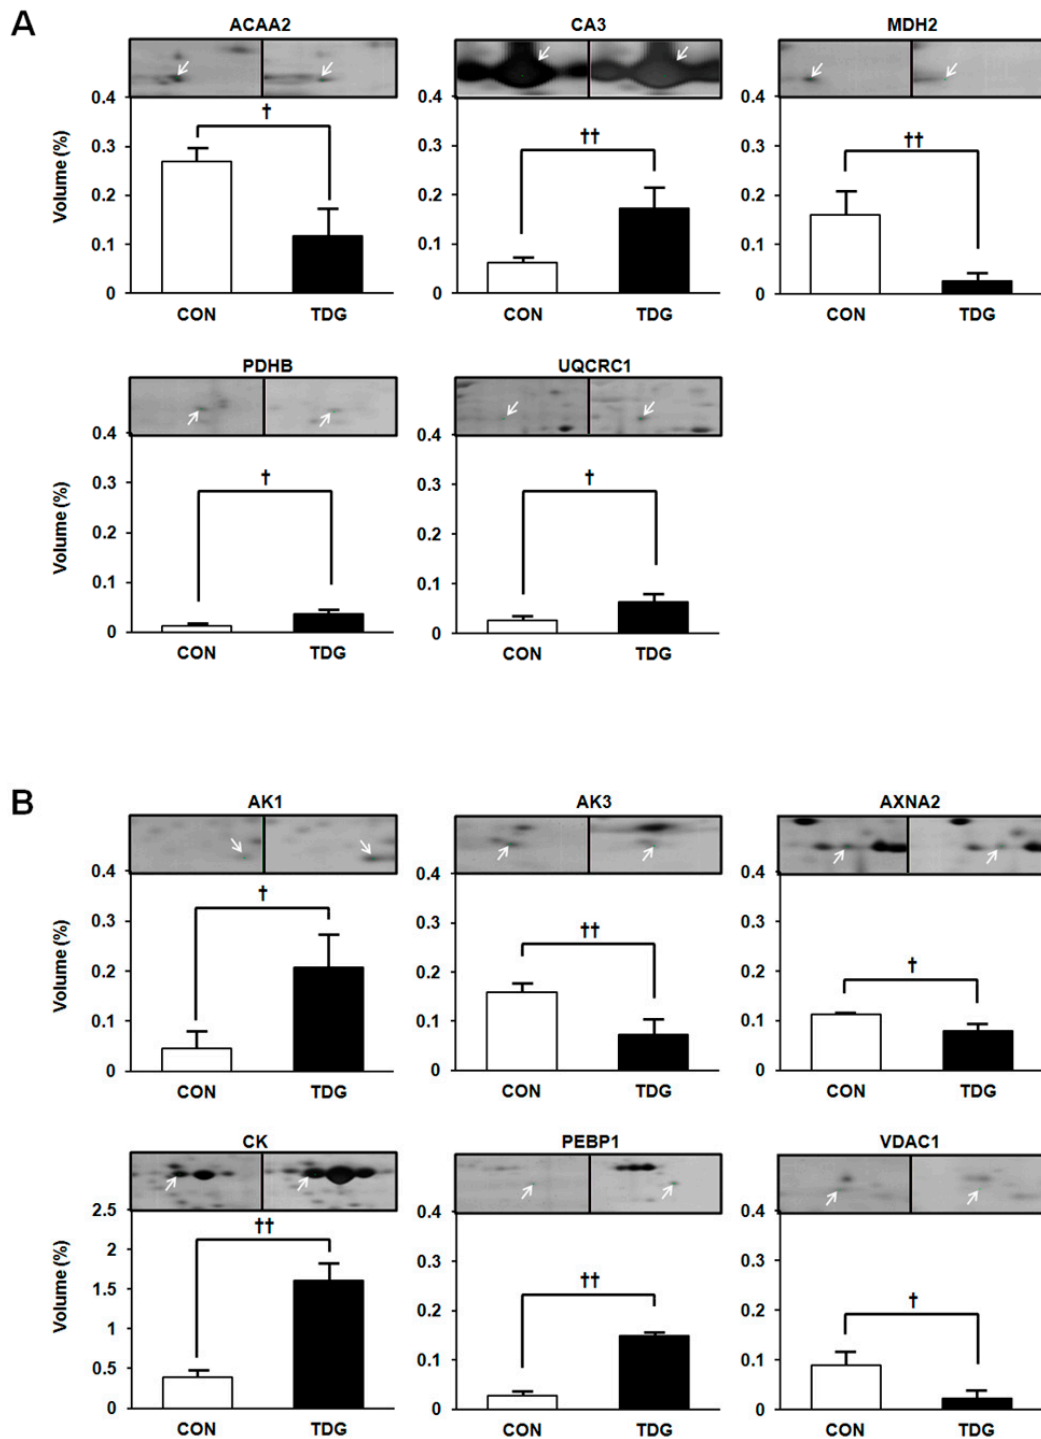 A
ACAA2
CA3
MDH2
Volume (%)
0.4
0.3
0.2
0.1
0
†
CON
TDG
0.4
0.3
0.2
0.1
0
††
CON
TDG
0.4
0.3
0.2
0.1
0
††
CON
TDG
PDHB
UQCRC1
Volume (%)
0.4
0.3
0.2
0.1
0
†
CON
TDG
0.4
0.3
0.2
0.1
0
†
CON
TDG
B
AK1
AK3
AXNA2
Volume (%)
0.4
0.3
0.2
0.1
0
†
CON
TDG
0.4
0.3
0.2
0.1
0
††
CON
TDG
0.4
0.3
0.2
0.1
0
†
CON
TDG
CK
PEBP1
VDAC1
Volume (%)
2.5
2
1.5
1
0.5
0
††
CON
TDG
0.4
0.3
0.2
0.1
0
††
CON
TDG
0.4
0.3
0.2
0.1
0
†
CON
TDG